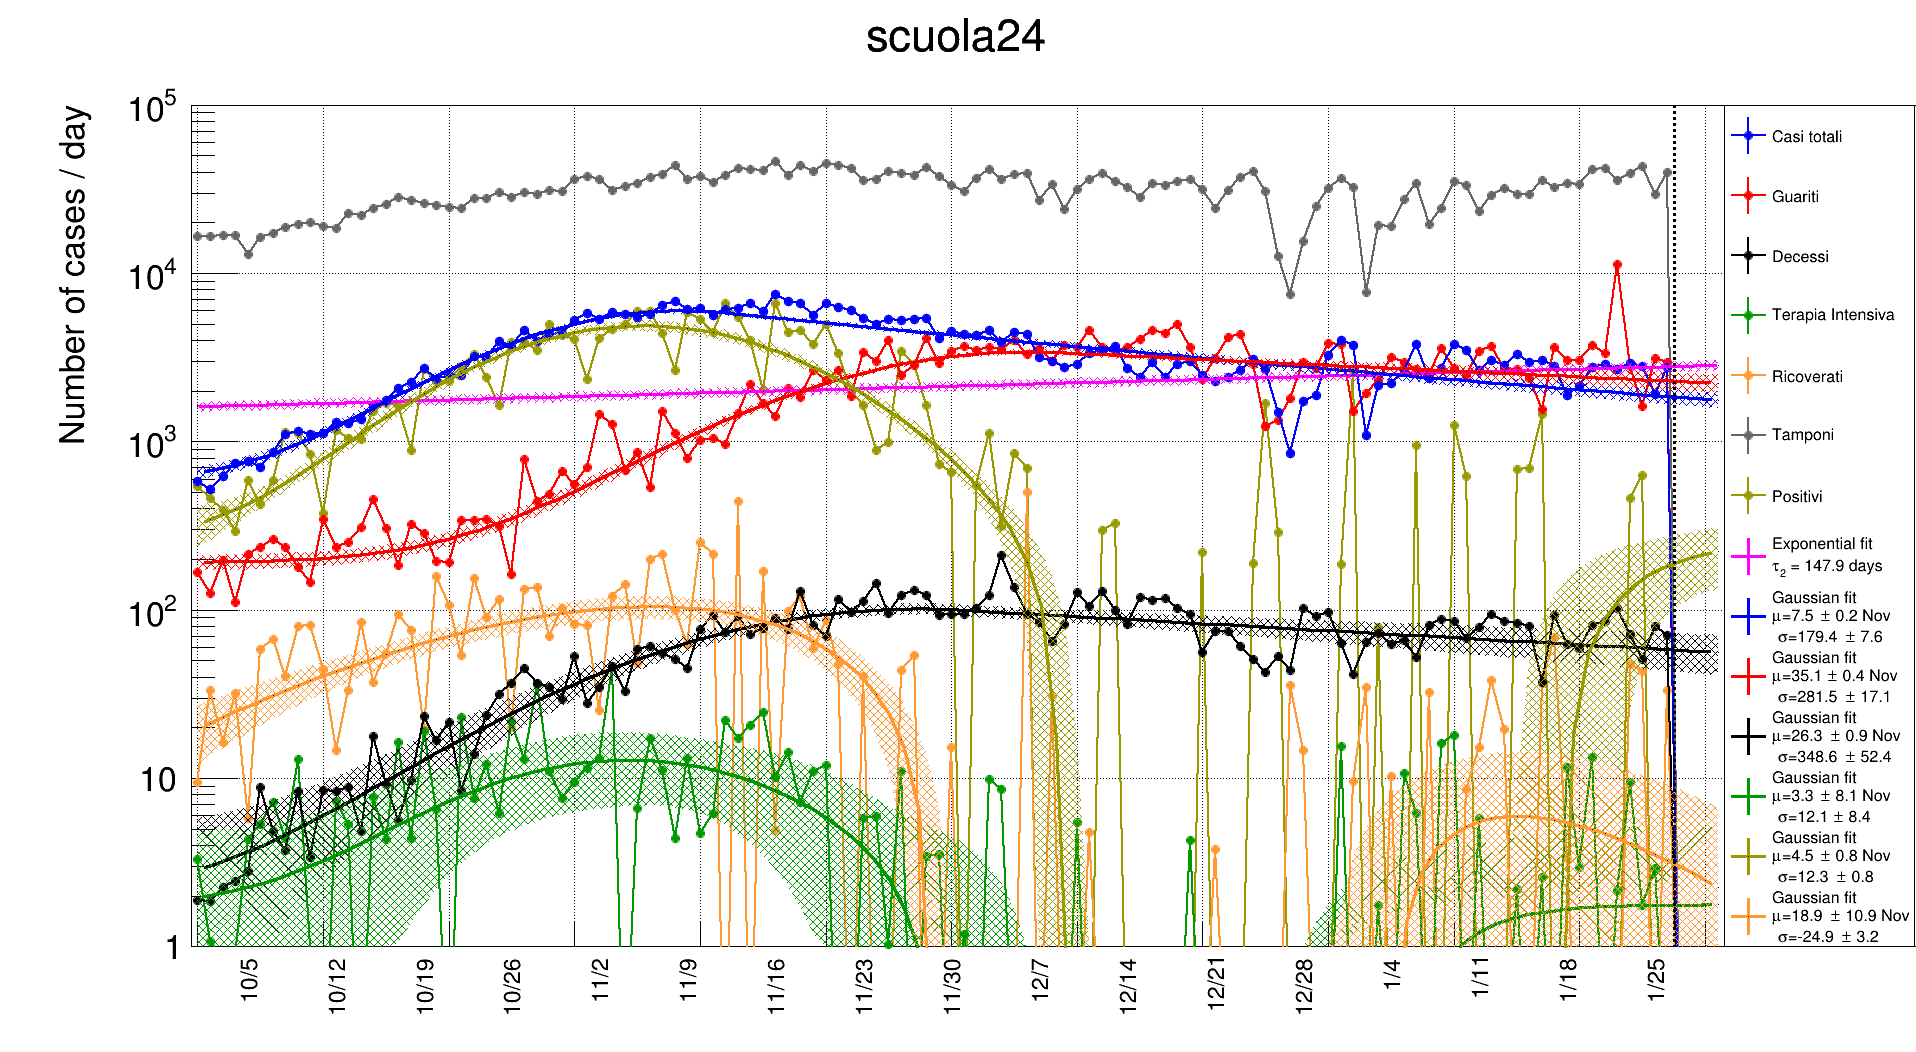 scuola24
Number of cases / day
10^5
10^4
10^3
10^2
10
1
10/5
10/12
10/19
10/26
11/2
11/9
11/16
11/23
11/30
12/7
12/14
12/21
12/28
1/4
1/11
1/18
1/25
Casi totali
Guariti
Decessi
Terapia Intensiva
Ricoverati
Tamponi
Positivi
Exponential fit
τ₂ = 147.9 days
Gaussian fit
μ=7.5 ± 0.2 Nov
σ=179.4 ± 7.6
Gaussian fit
μ=35.1 ± 0.4 Nov
σ=281.5 ± 17.1
Gaussian fit
μ=26.3 ± 0.9 Nov
σ=348.6 ± 52.4
Gaussian fit
μ=3.3 ± 8.1 Nov
σ=12.1 ± 8.4
Gaussian fit
μ=4.5 ± 0.8 Nov
σ=12.3 ± 0.8
Gaussian fit
μ=18.9 ± 10.9 Nov
σ=-24.9 ± 3.2